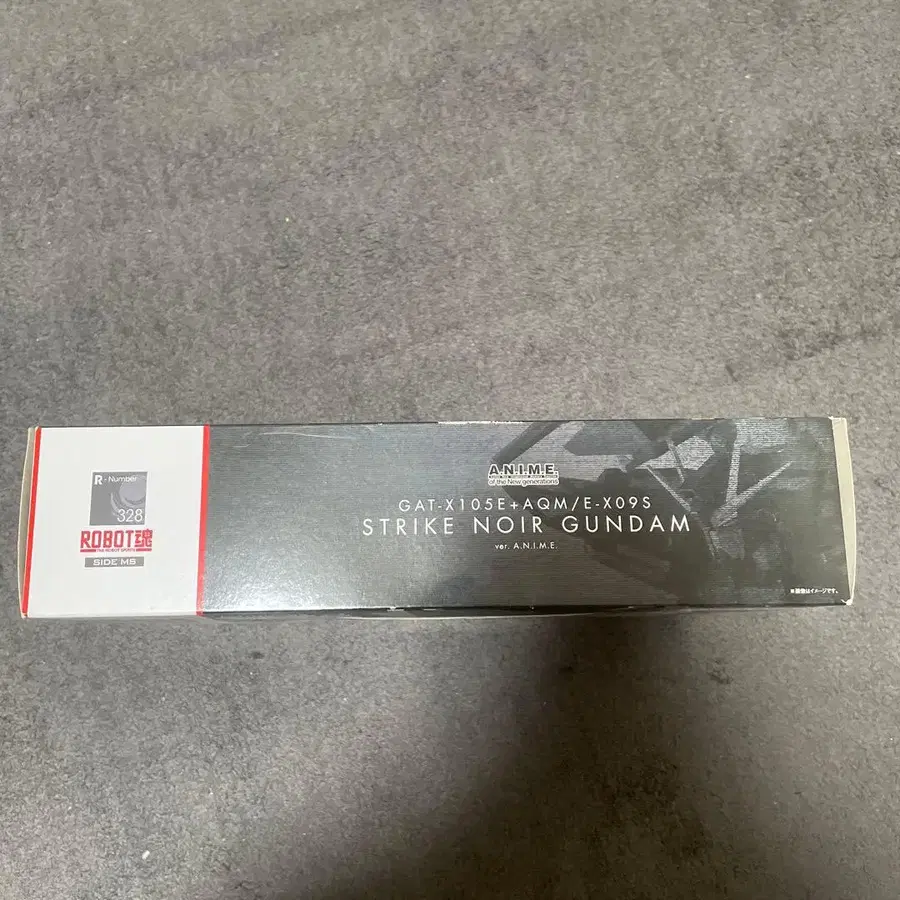 R - Number
328
ROBOT魂
THE ROBOT SPIRITS
SIDE MS
A.N.I.M.E.
of the New generations
GAT-X105E+AQM/E-X09S
STRIKE NOIR GUNDAM
ver. A.N.I.M.E.
※画像はイメージです。